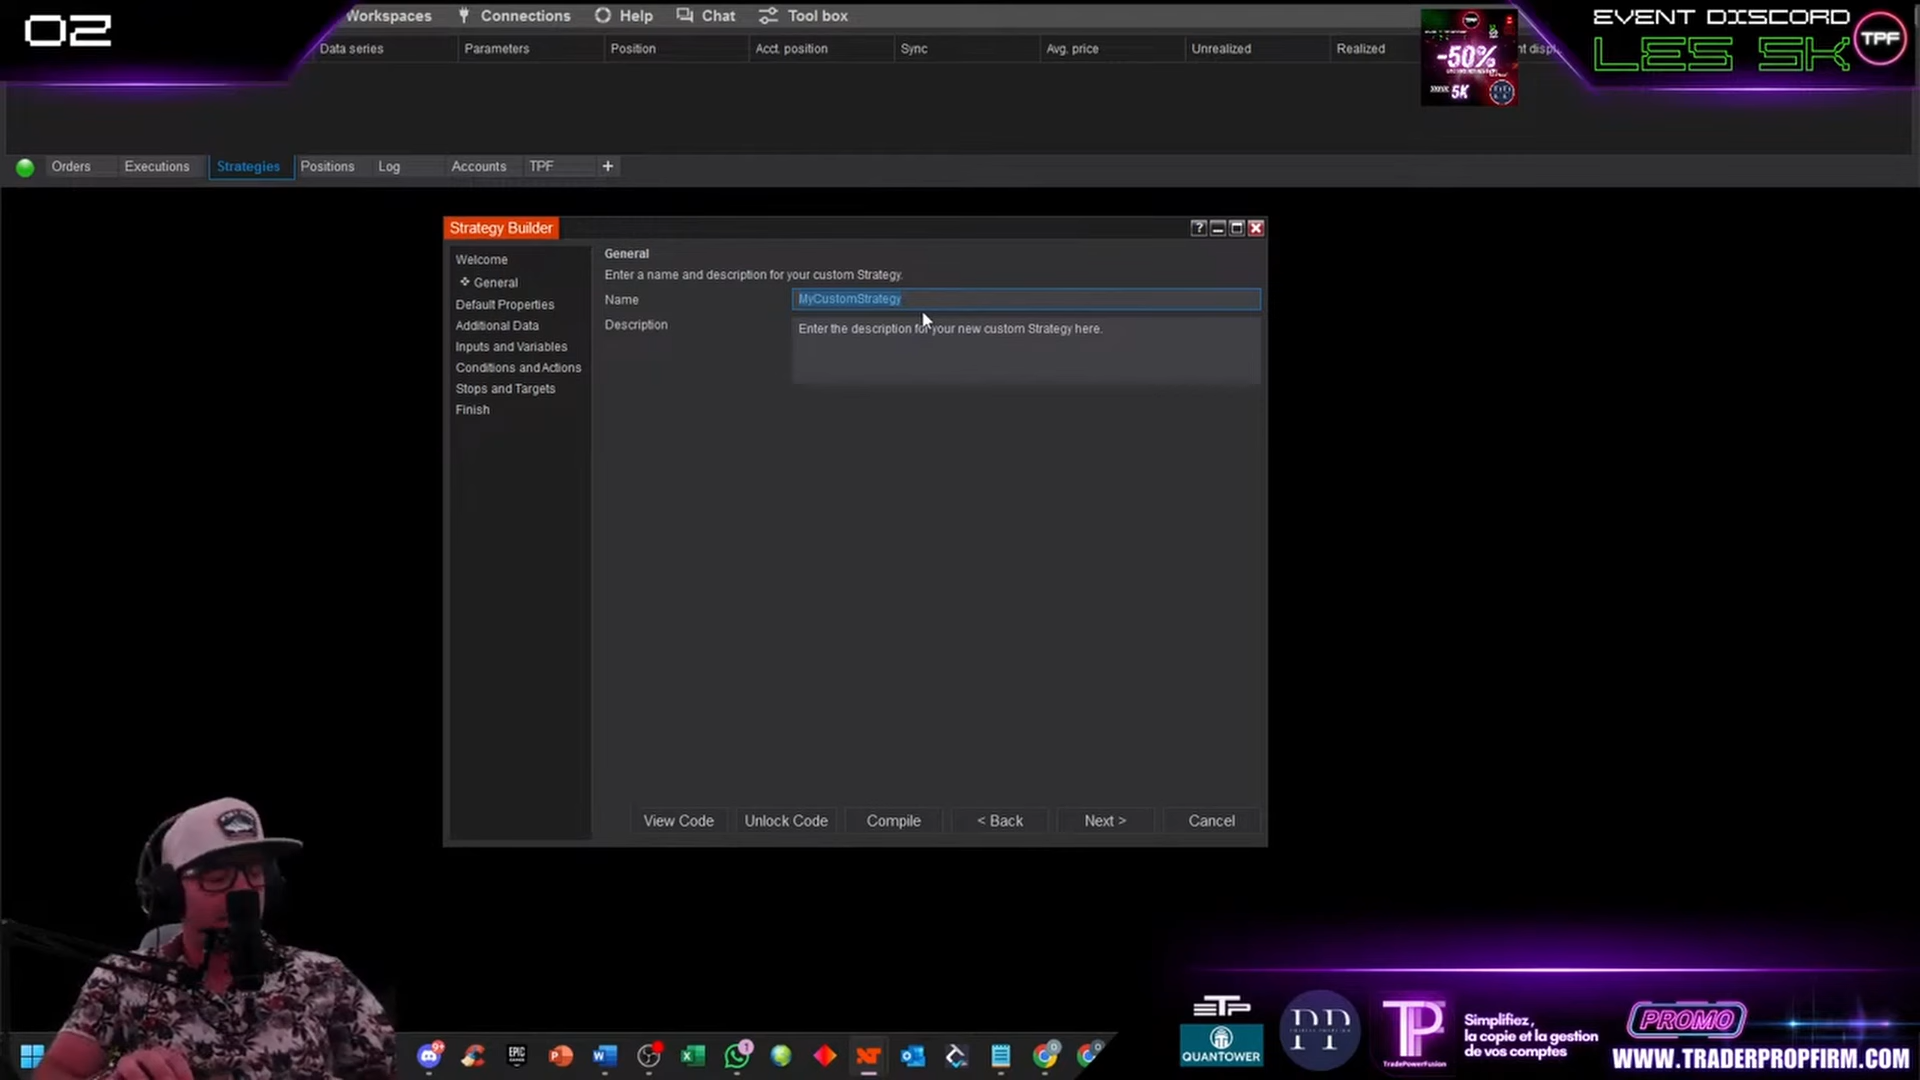 02
Workspaces Connections Help Chat Tool box
Data series Parameters Position Acct. position Sync Avg. price Unrealized Realized
-50%
5K
EVENT DISCORD
LES 5K
TPF
Orders Executions Strategies Positions Log Accounts TPF +
Strategy Builder
?
Welcome
General
Default Properties
Additional Data
Inputs and Variables
Conditions and Actions
Stops and Targets
Finish
General
Enter a name and description for your custom Strategy.
Name MyCustomStrategy
Description Enter the description for your new custom Strategy here.
View Code Unlock Code Compile < Back Next > Cancel
ETP
QUANTOWER
PP
TradePowerFusion
Simplifiez,
la copie et la gestion
de vos comptes
PROMO
WWW.TRADERPROPFIRM.COM
EPIC